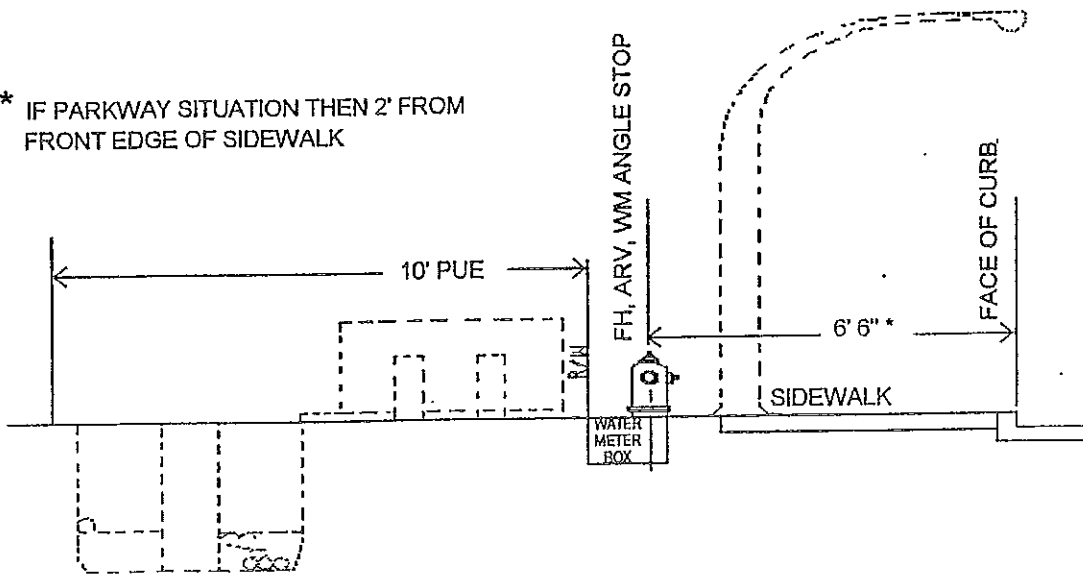 * IF PARKWAY SITUATION THEN 2' FROM
FRONT EDGE OF SIDEWALK
FH, ARV, WM ANGLE STOP
FACE OF CURB
10' PUE
6' 6" *
R/W
SIDEWALK
WATER
METER
BOX